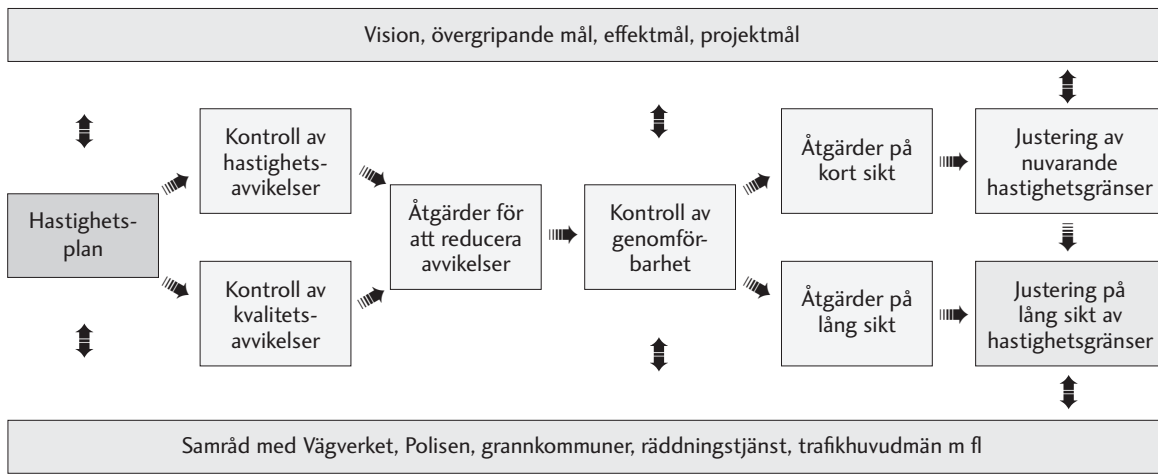 Vision, övergripande mål, effektmål, projektmål
Hastighets-
plan
Kontroll av
hastighets-
avvikelser
Kontroll av
kvalitets-
avvikelser
Åtgärder för
att reducera
avvikelser
Kontroll av
genomför-
barhet
Åtgärder på
kort sikt
Åtgärder på
lång sikt
Justering av
nuvarande
hastighetsgränser
Justering på
lång sikt av
hastighetsgränser
Samråd med Vägverket, Polisen, grannkommuner, räddningstjänst, trafikhuvudmän m fl